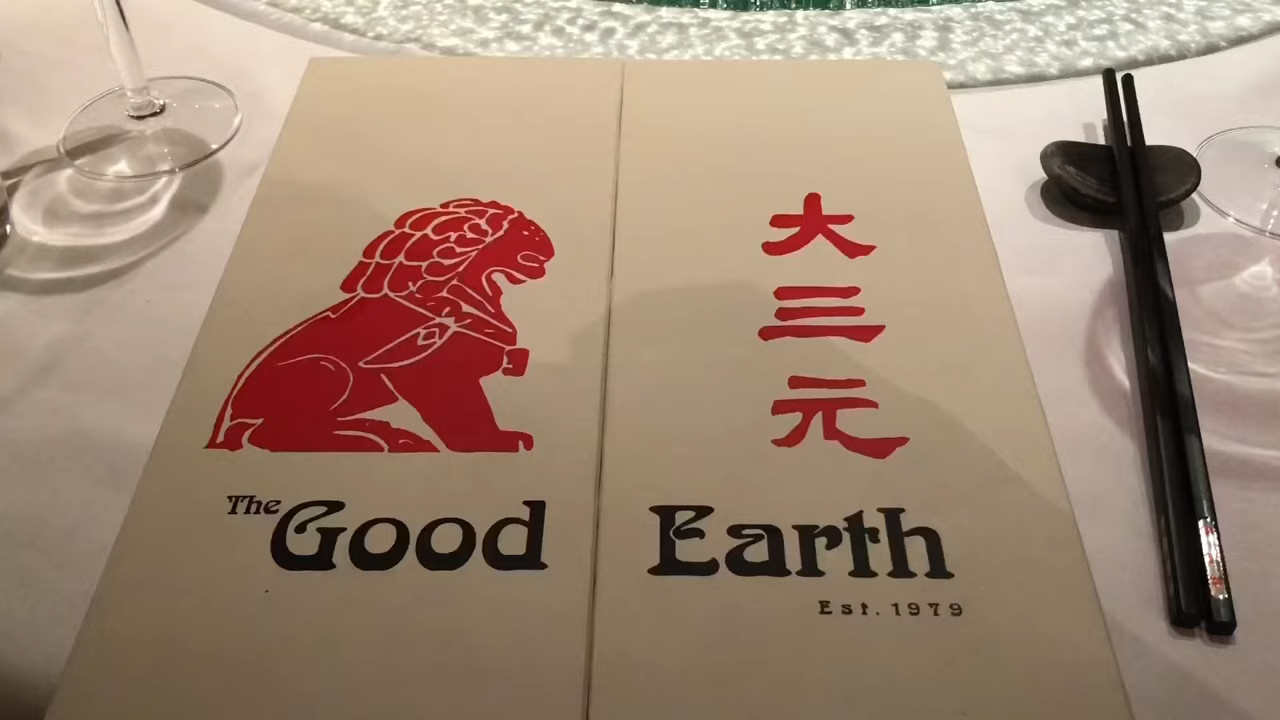 大三元
The Good Earth
Est. 1979